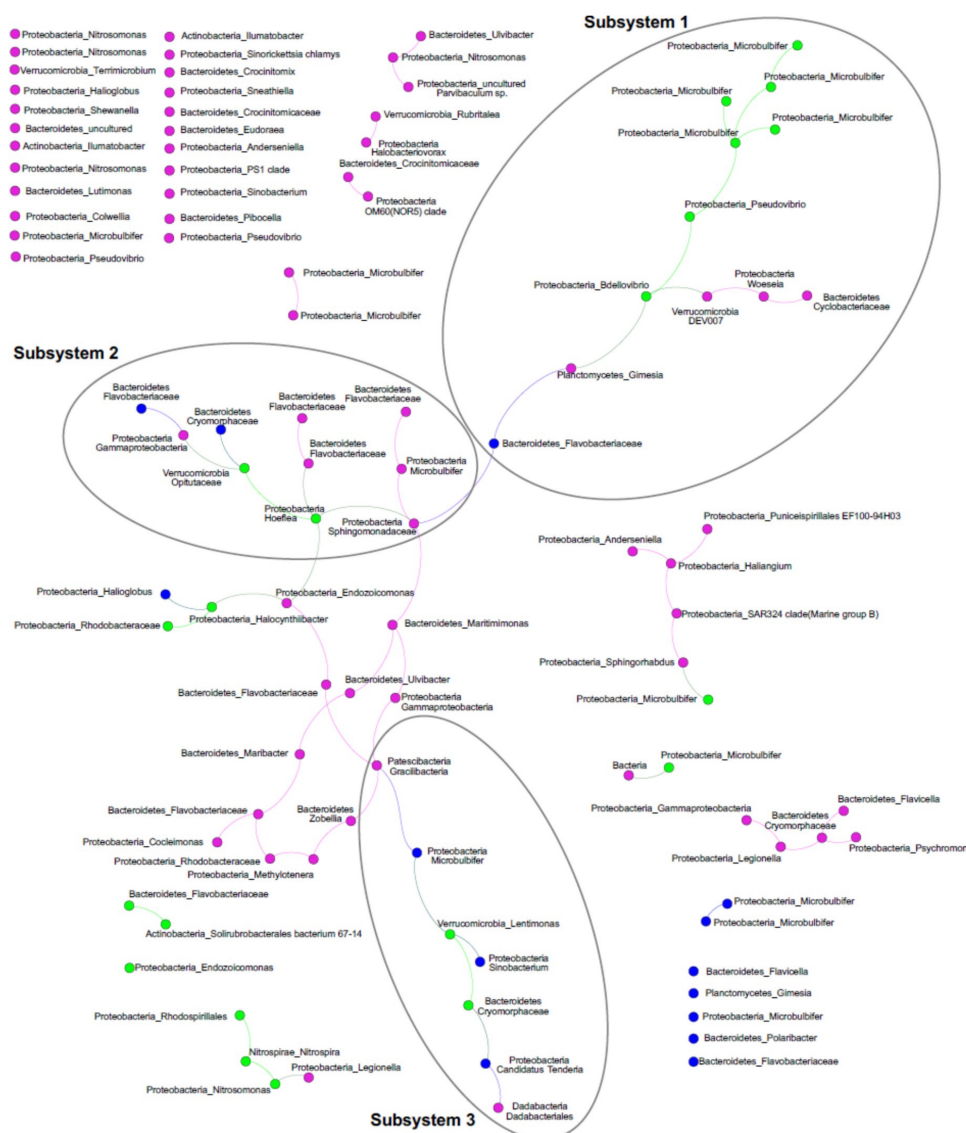 Subsystem 1
Proteobacteria_Nitrosomonas
Proteobacteria_Nitrosomonas
Verrucomicrobia_Terrimicrobium
Proteobacteria_Halioglobus
Proteobacteria_Shewanella
Bacteroidetes_uncultured
Actinobacteria_Ilumatobacter
Proteobacteria_Nitrosomonas
Bacteroidetes_Lutimonas
Proteobacteria_Colwellia
Proteobacteria_Microbulbifer
Proteobacteria_Pseudovibrio
Actinobacteria_Ilumatobacter
Proteobacteria_Sinorickettsia chlamys
Bacteroidetes_Crocinitomix
Proteobacteria_Sneathiella
Bacteroidetes_Crocinitomicaceae
Bacteroidetes_Eudoraea
Proteobacteria_Anderseniella
Proteobacteria_PS1 clade
Proteobacteria_Sinobacterium
Bacteroidetes_Pibocella
Proteobacteria_Pseudovibrio
Bacteroidetes_Ulvibacter
Proteobacteria_Nitrosomonas
Proteobacteria_uncultured
Parvibaculum sp.
Verrucomicrobia_Rubritalea
Proteobacteria
Halobacteriovorax
Bacteroidetes_Crocinitomicaceae
Proteobacteria
OM60(NOR5) clade
Proteobacteria_Microbulbifer
Proteobacteria_Microbulbifer
Proteobacteria_Microbulbifer
Proteobacteria_Microbulbifer
Proteobacteria_Microbulbifer
Proteobacteria_Microbulbifer
Proteobacteria_Microbulbifer
Proteobacteria_Pseudovibrio
Proteobacteria_Bdellovibrio
Proteobacteria
Woeseia
Verrucomicrobia
DEV007
Bacteroidetes
Cyclobacteriaceae
Planctomycetes_Gimesia
Bacteroidetes_Flavobacteriaceae
Subsystem 2
Bacteroidetes
Flavobacteriaceae
Bacteroidetes
Cryomorphaceae
Bacteroidetes
Flavobacteriaceae
Bacteroidetes
Flavobacteriaceae
Proteobacteria
Gammaproteobacteria
Bacteroidetes
Flavobacteriaceae
Proteobacteria
Microbulbifer
Verrucomicrobia
Opitutaceae
Proteobacteria
Hoeflea
Proteobacteria
Sphingomonadaceae
Proteobacteria_Halioglobus
Proteobacteria_Endozoicomonas
Proteobacteria_Halocynthiibacter
Proteobacteria_Rhodobacteraceae
Bacteroidetes_Maritimimonas
Bacteroidetes_Ulvibacter
Bacteroidetes_Flavobacteriaceae
Proteobacteria
Gammaproteobacteria
Bacteroidetes_Maribacter
Patescibacteria
Gracilibacteria
Bacteroidetes_Flavobacteriaceae
Bacteroidetes
Zobellia
Proteobacteria_Cocleimonas
Proteobacteria_Rhodobacteraceae
Proteobacteria_Methylotenera
Proteobacteria_Puniceispirillales EF100-94H03
Proteobacteria_Anderseniella
Proteobacteria_Haliangium
Proteobacteria_SAR324 clade(Marine group B)
Proteobacteria_Sphingorhabdus
Proteobacteria_Microbulbifer
Proteobacteria_Microbulbifer
Bacteria
Proteobacteria_Gammaproteobacteria
Bacteroidetes_Flavicella
Bacteroidetes
Cryomorphaceae
Proteobacteria_Psychromon
Proteobacteria_Legionella
Proteobacteria
Microbulbifer
Verrucomicrobia_Lentimonas
Proteobacteria
Sinobacterium
Bacteroidetes
Cryomorphaceae
Proteobacteria
Candidatus Tenderia
Dadabacteria
Dadabacteriales
Subsystem 3
Bacteroidetes_Flavobacteriaceae
Actinobacteria_Solirubrobacterales bacterium 67-14
Proteobacteria_Endozoicomonas
Proteobacteria_Rhodospirillales
Nitrospirae_Nitrospira
Proteobacteria_Legionella
Proteobacteria_Nitrosomonas
Proteobacteria_Microbulbifer
Proteobacteria_Microbulbifer
Bacteroidetes_Flavicella
Planctomycetes_Gimesia
Proteobacteria_Microbulbifer
Bacteroidetes_Polaribacter
Bacteroidetes_Flavobacteriaceae